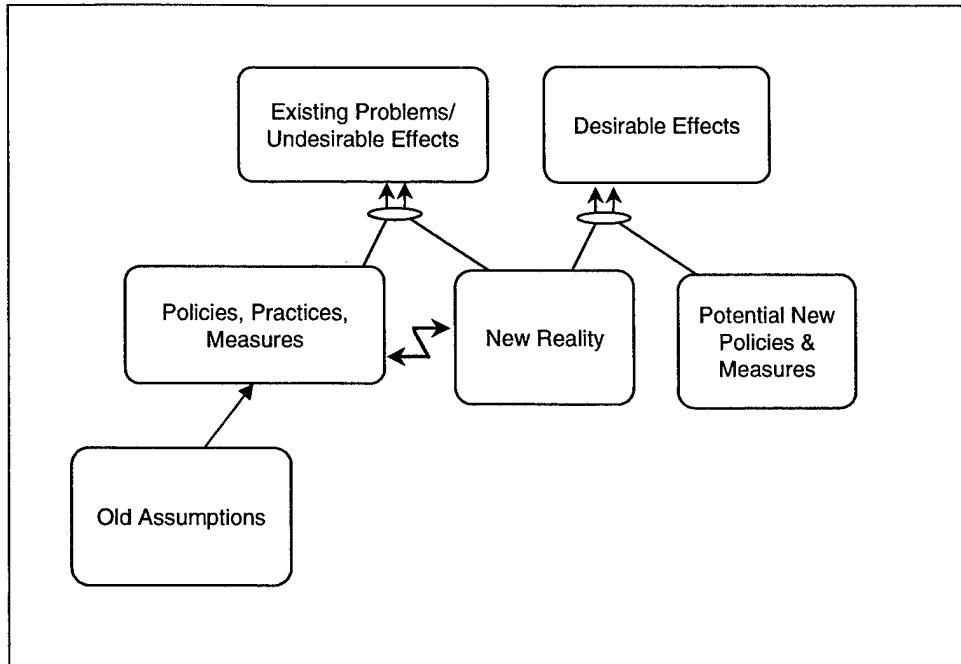 Existing Problems/
Undesirable Effects
Desirable Effects
Policies, Practices,
Measures
New Reality
Potential New
Policies &
Measures
Old Assumptions